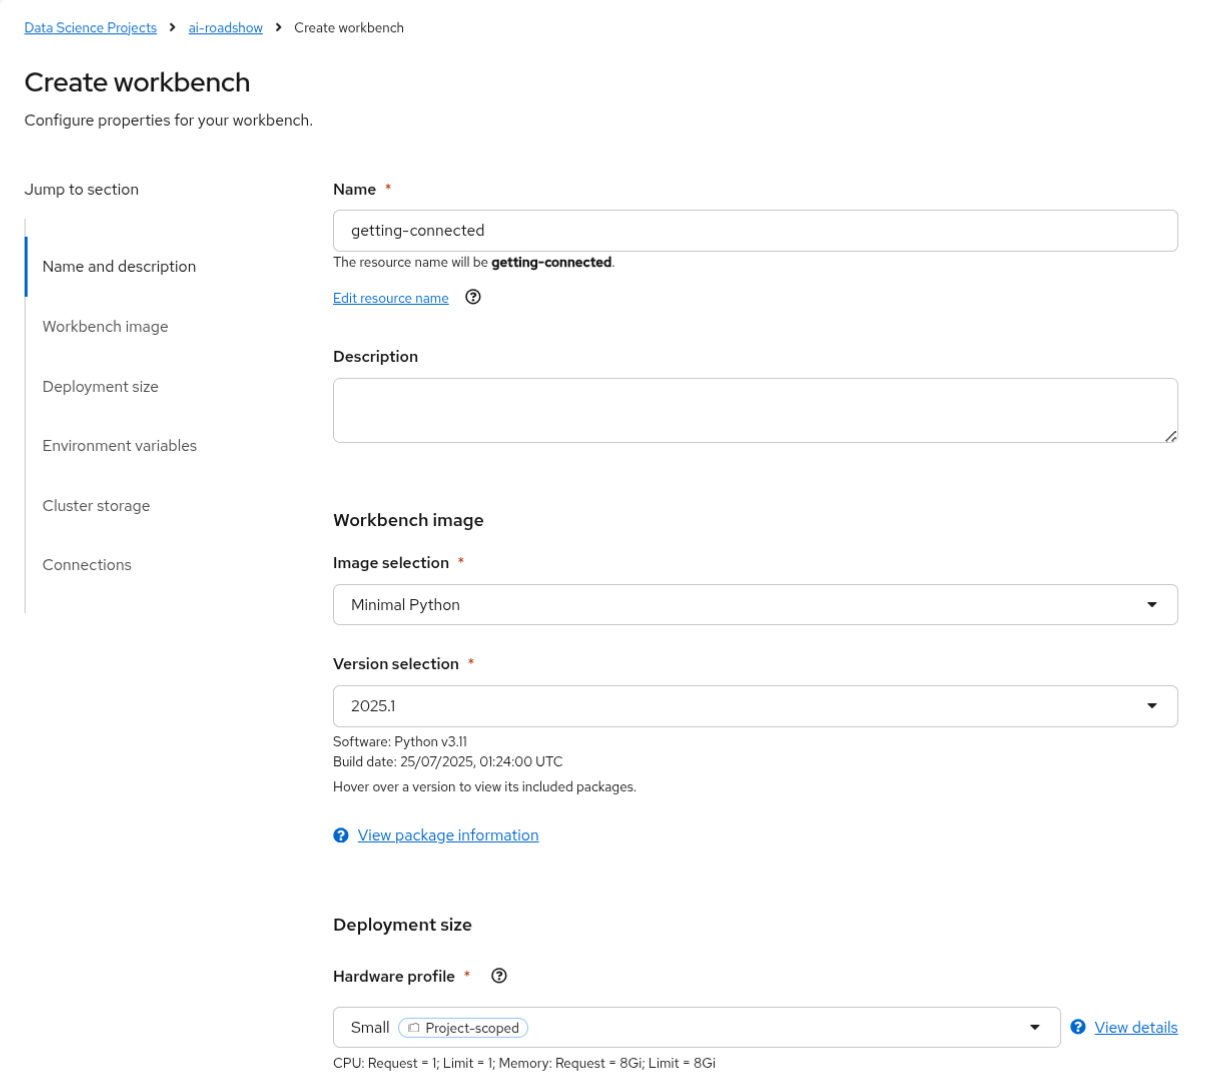 Data Science Projects > ai-roadshow > Create workbench
Create workbench
Configure properties for your workbench.
Jump to section
Name and description
Workbench image
Deployment size
Environment variables
Cluster storage
Connections
Name *
getting-connected
The resource name will be getting-connected.
Edit resource name
Description
Workbench image
Image selection *
Minimal Python
Version selection *
2025.1
Software: Python v3.11
Build date: 25/07/2025, 01:24:00 UTC
Hover over a version to view its included packages.
View package information
Deployment size
Hardware profile *
Small Project-scoped
View details
CPU: Request = 1; Limit = 1; Memory: Request = 8Gi; Limit = 8Gi